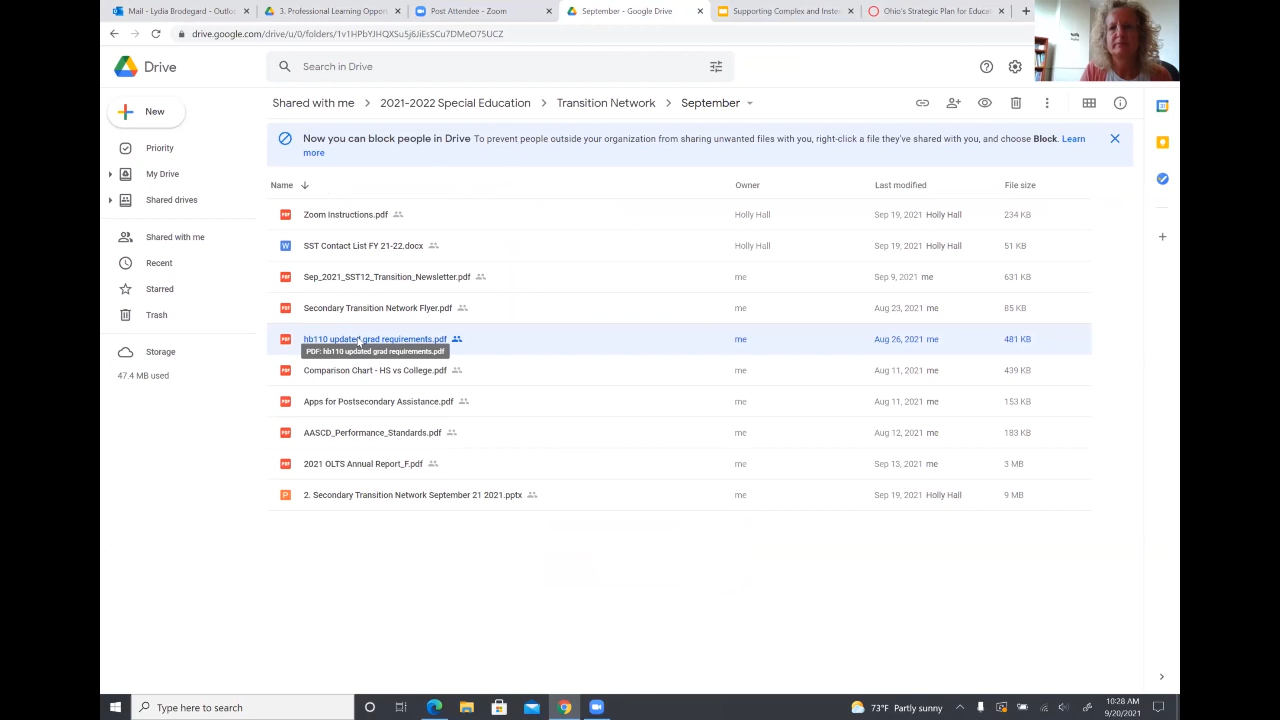 Mail - Lydia Brodegard - Outlo
3. Professional Learning Opport
Post Attendee - Zoom
September - Google Drive
Supporting Complex and Inten
Ohio's Strategic Plan for Educat
drive.google.com/drive/u/0/folders/1v1HPbYJHQXSu5j6JiEsSCu7DMeO75UCZ
Drive
Search in Drive
New
Shared with me > 2021-2022 Special Education > Transition Network > September
Now you can block people in Drive To prevent people outside your organization from sharing unwanted files with you, right-click a file they've shared with you, and choose Block. Learn
more
Priority
My Drive
Shared drives
Shared with me
Recent
Starred
Trash
Storage
47.4 MB used
Name Owner Last modified File size
Zoom Instructions.pdf Holly Hall Sep 19, 2021 Holly Hall 234 KB
SST Contact List FY 21-22.docx Holly Hall Sep 19, 2021 Holly Hall 51 KB
Sep_2021_SST12_Transition_Newsletter.pdf me Sep 9, 2021 me 631 KB
Secondary Transition Network Flyer.pdf me Aug 23, 2021 me 85 KB
hb110 updated grad requirements.pdf me Aug 26, 2021 me 481 KB
PDF: hb110 updated grad requirements.pdf
Comparison Chart - HS vs College.pdf me Aug 11, 2021 me 439 KB
Apps for Postsecondary Assistance.pdf me Aug 11, 2021 me 153 KB
AASCD_Performance_Standards.pdf me Aug 12, 2021 me 183 KB
2021 OLTS Annual Report_F.pdf me Sep 13, 2021 me 3 MB
2. Secondary Transition Network September 21 2021.pptx me Sep 19, 2021 Holly Hall 9 MB
Type here to search
73°F Partly sunny
10:28 AM
9/20/2021